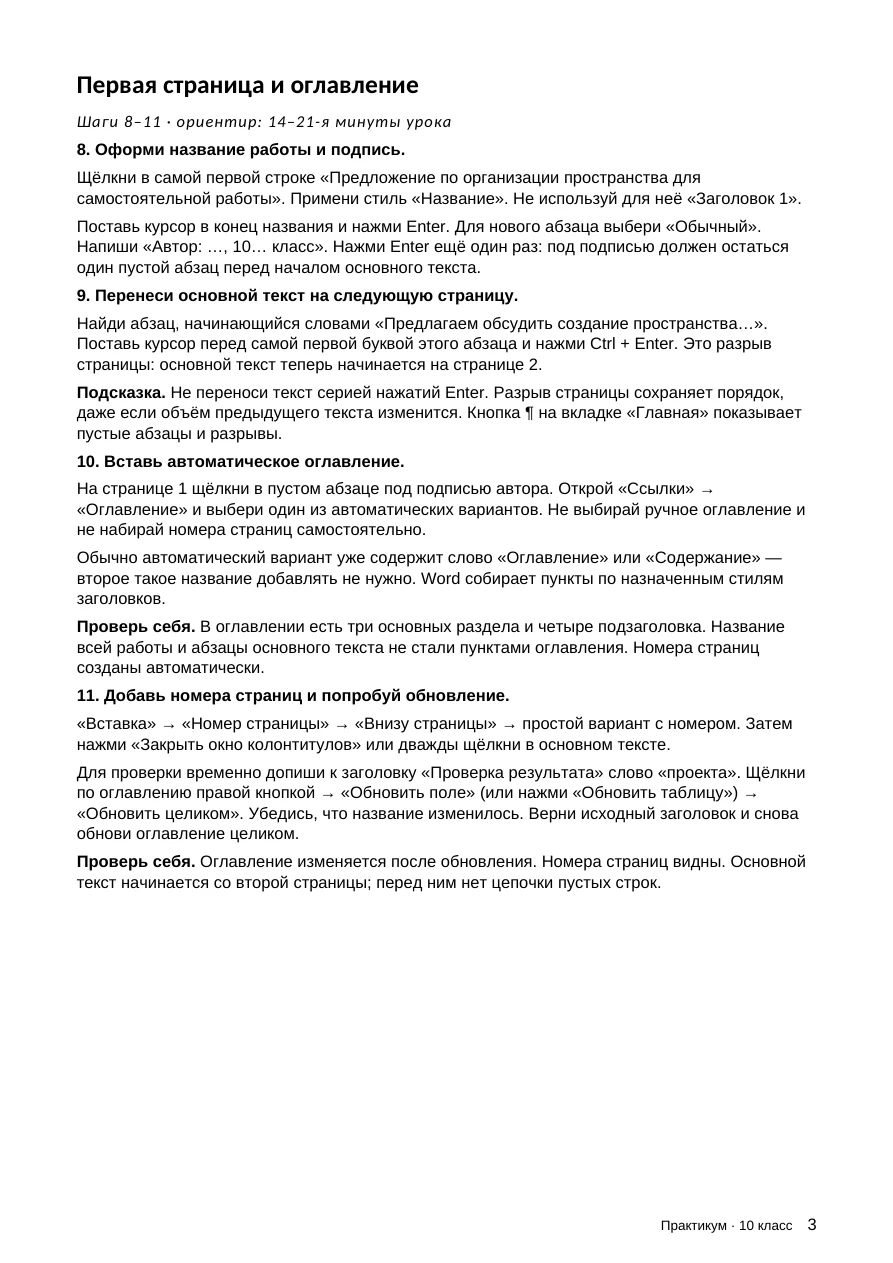 Первая страница и оглавление
Шаги 8–11 · ориентир: 14–21-я минуты урока
8. Оформи название работы и подпись.
Щёлкни в самой первой строке «Предложение по организации пространства для
самостоятельной работы». Примени стиль «Название». Не используй для неё «Заголовок 1».
Поставь курсор в конец названия и нажми Enter. Для нового абзаца выбери «Обычный».
Напиши «Автор: …, 10… класс». Нажми Enter ещё один раз: под подписью должен остаться
один пустой абзац перед началом основного текста.
9. Перенеси основной текст на следующую страницу.
Найди абзац, начинающийся словами «Предлагаем обсудить создание пространства…».
Поставь курсор перед самой первой буквой этого абзаца и нажми Ctrl + Enter. Это разрыв
страницы: основной текст теперь начинается на странице 2.
Подсказка. Не переноси текст серией нажатий Enter. Разрыв страницы сохраняет порядок,
даже если объём предыдущего текста изменится. Кнопка ¶ на вкладке «Главная» показывает
пустые абзацы и разрывы.
10. Вставь автоматическое оглавление.
На странице 1 щёлкни в пустом абзаце под подписью автора. Открой «Ссылки» →
«Оглавление» и выбери один из автоматических вариантов. Не выбирай ручное оглавление и
не набирай номера страниц самостоятельно.
Обычно автоматический вариант уже содержит слово «Оглавление» или «Содержание» —
второе такое название добавлять не нужно. Word собирает пункты по назначенным стилям
заголовков.
Проверь себя. В оглавлении есть три основных раздела и четыре подзаголовка. Название
всей работы и абзацы основного текста не стали пунктами оглавления. Номера страниц
созданы автоматически.
11. Добавь номера страниц и попробуй обновление.
«Вставка» → «Номер страницы» → «Внизу страницы» → простой вариант с номером. Затем
нажми «Закрыть окно колонтитулов» или дважды щёлкни в основном тексте.
Для проверки временно допиши к заголовку «Проверка результата» слово «проекта». Щёлкни
по оглавлению правой кнопкой → «Обновить поле» (или нажми «Обновить таблицу») →
«Обновить целиком». Убедись, что название изменилось. Верни исходный заголовок и снова
обнови оглавление целиком.
Проверь себя. Оглавление изменяется после обновления. Номера страниц видны. Основной
текст начинается со второй страницы; перед ним нет цепочки пустых строк.
Практикум · 10 класс 3